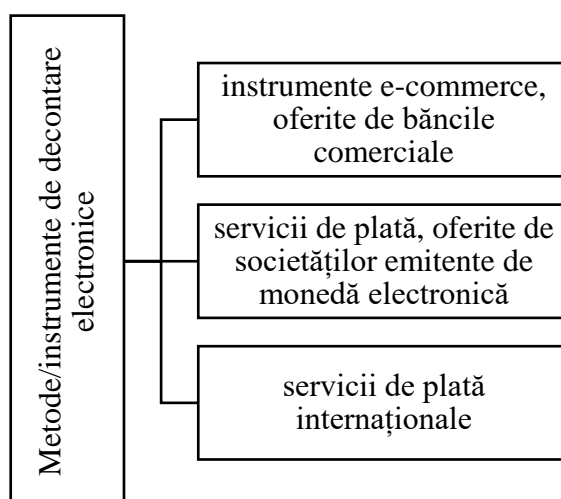 Metode/instrumente de decontare
electronice
instrumente e-commerce,
oferite de băncile
comerciale
servicii de plată, oferite de
societăților emitente de
monedă electronică
servicii de plată
internaționale